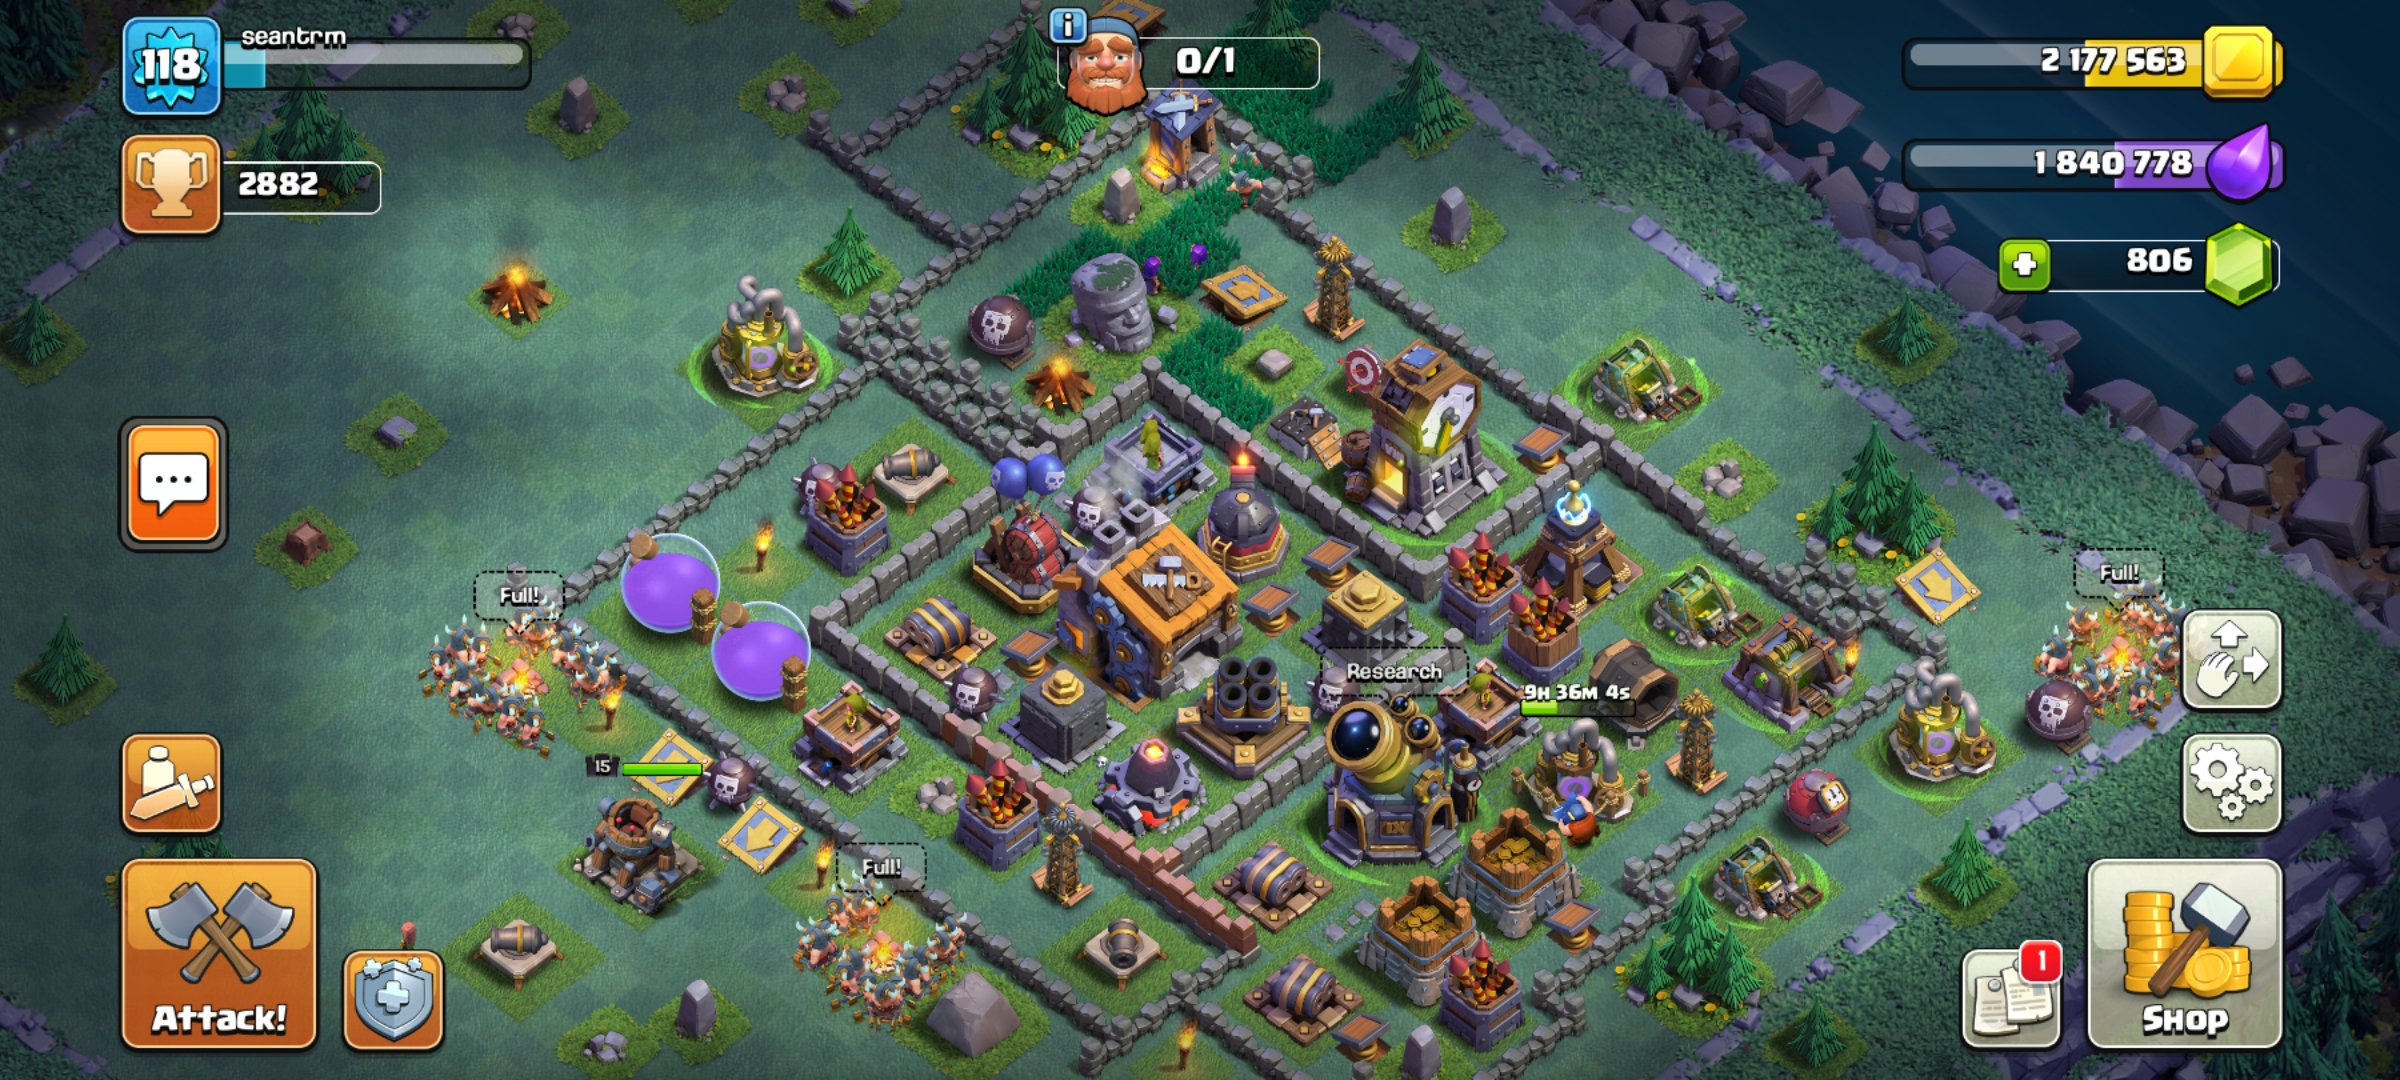 118
seantrm
0/1
2 177 563
2882
1 840 778
806
Full!
Full!
Research
9H 36M 4s
15
Full!
Attack!
1
Shop